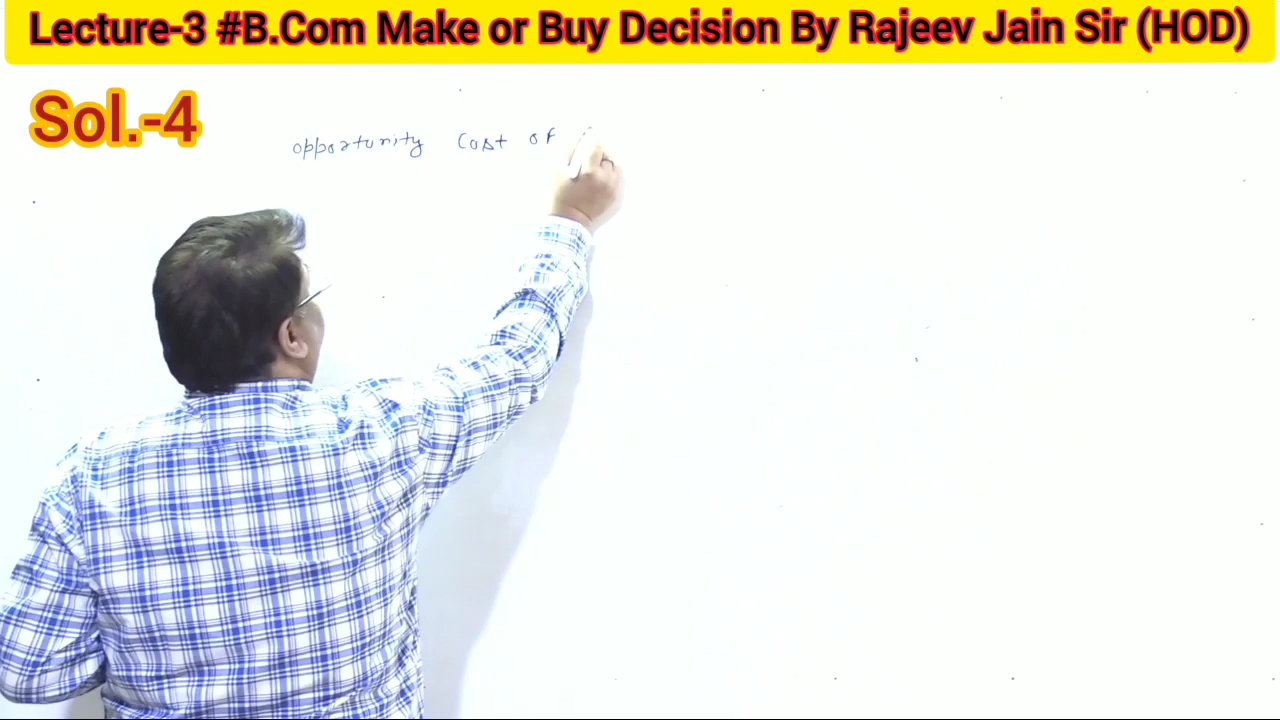 Lecture-3 #B.Com Make or Buy Decision By Rajeev Jain Sir (HOD)
Sol.-4
opportunity Cost of